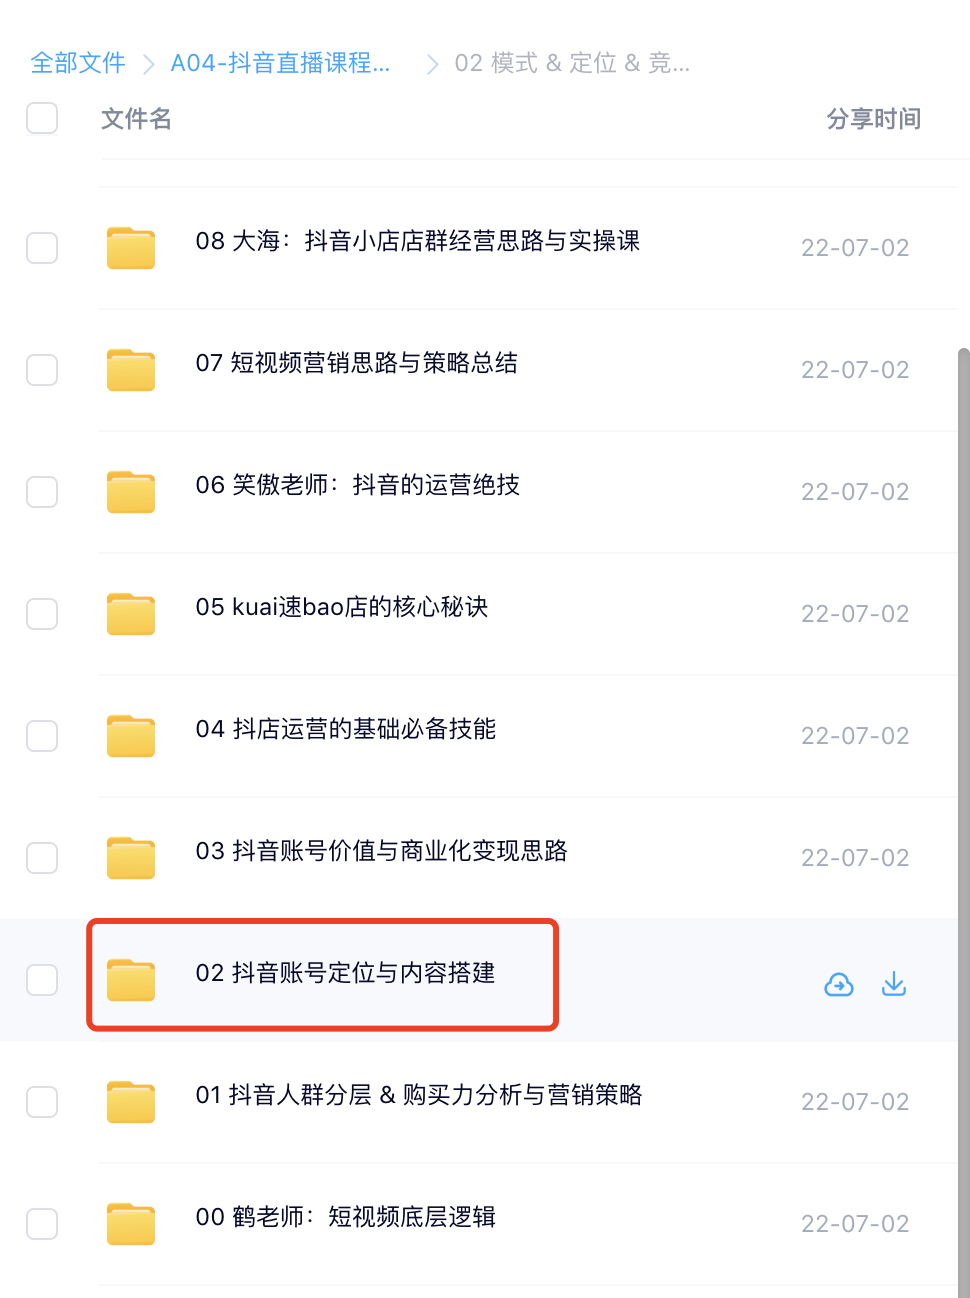 全部文件 > A04-抖音直播课程... > 02 模式 & 定位 & 竞...
文件名 分享时间
08 大海：抖音小店店群经营思路与实操课 22-07-02
07 短视频营销思路与策略总结 22-07-02
06 笑傲老师：抖音的运营绝技 22-07-02
05 kuai速bao店的核心秘诀 22-07-02
04 抖店运营的基础必备技能 22-07-02
03 抖音账号价值与商业化变现思路 22-07-02
02 抖音账号定位与内容搭建
01 抖音人群分层 & 购买力分析与营销策略 22-07-02
00 鹤老师：短视频底层逻辑 22-07-02